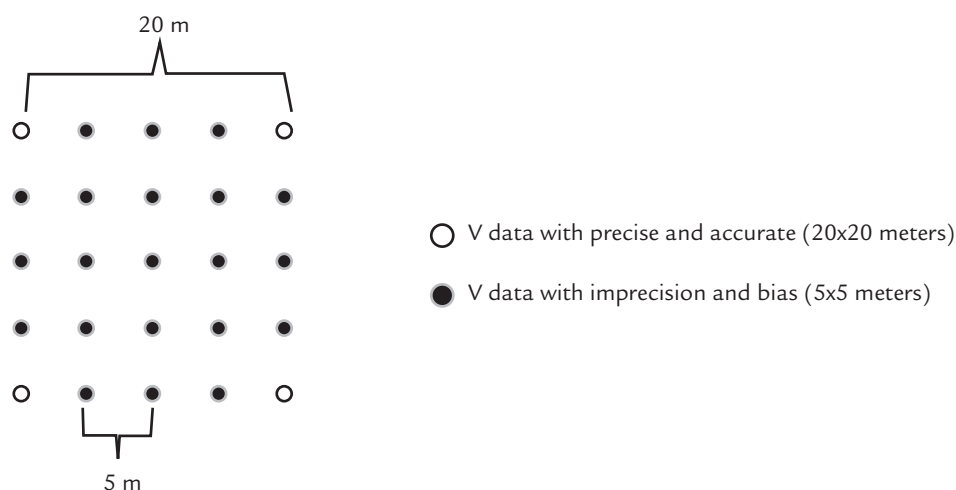 20 m
V data with precise and accurate (20x20 meters)
V data with imprecision and bias (5x5 meters)
5 m